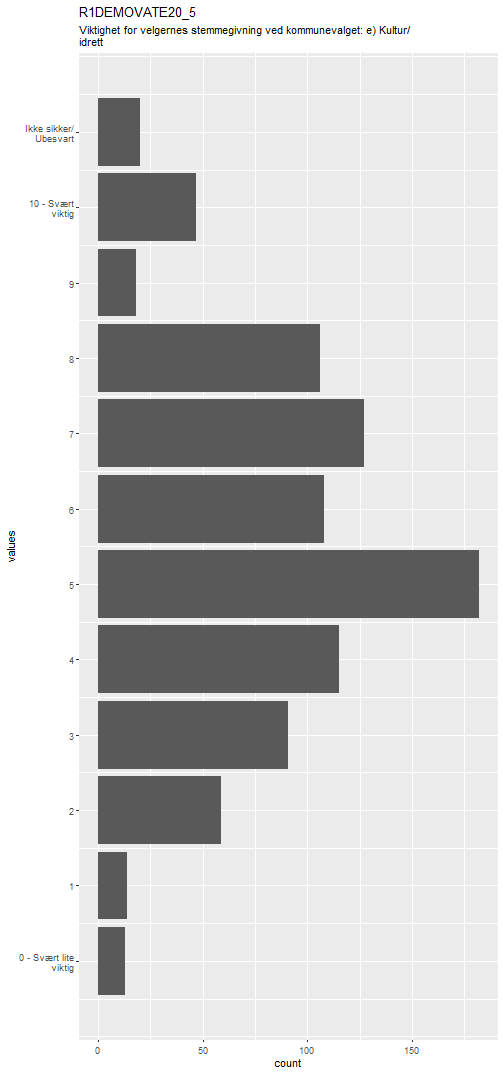 R1DEMOVATE20_5
Viktighet for velgernes stemmegivning ved kommunevalget: e) Kultur/
idrett
Ikke sikker/
Ubesvart
10 - Svært
viktig
9
8
7
6
5
4
3
2
1
0 - Svært lite
viktig
values
0
50
100
150
count